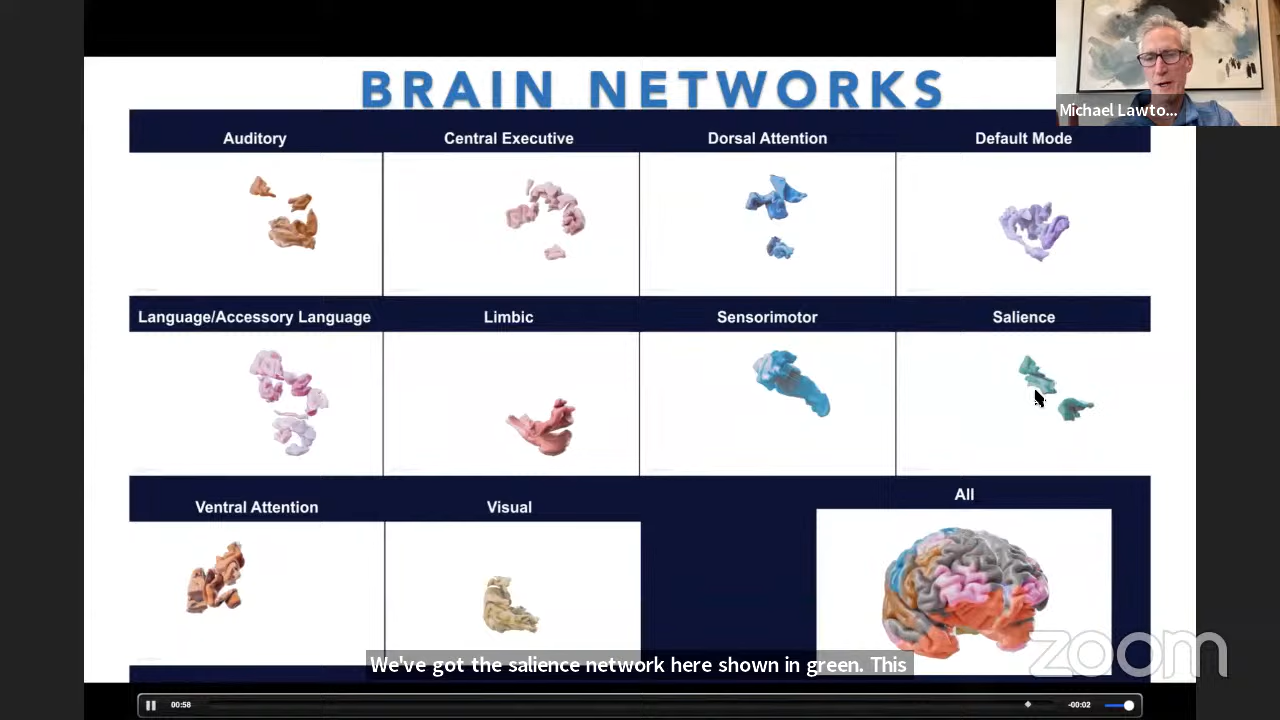 BRAIN NETWORKS
Michael Lawto...
Auditory
Central Executive
Dorsal Attention
Default Mode
Language/Accessory Language
Limbic
Sensorimotor
Salience
Ventral Attention
Visual
All
zoom
We've got the salience network here shown in green. This
00:58
-00:02